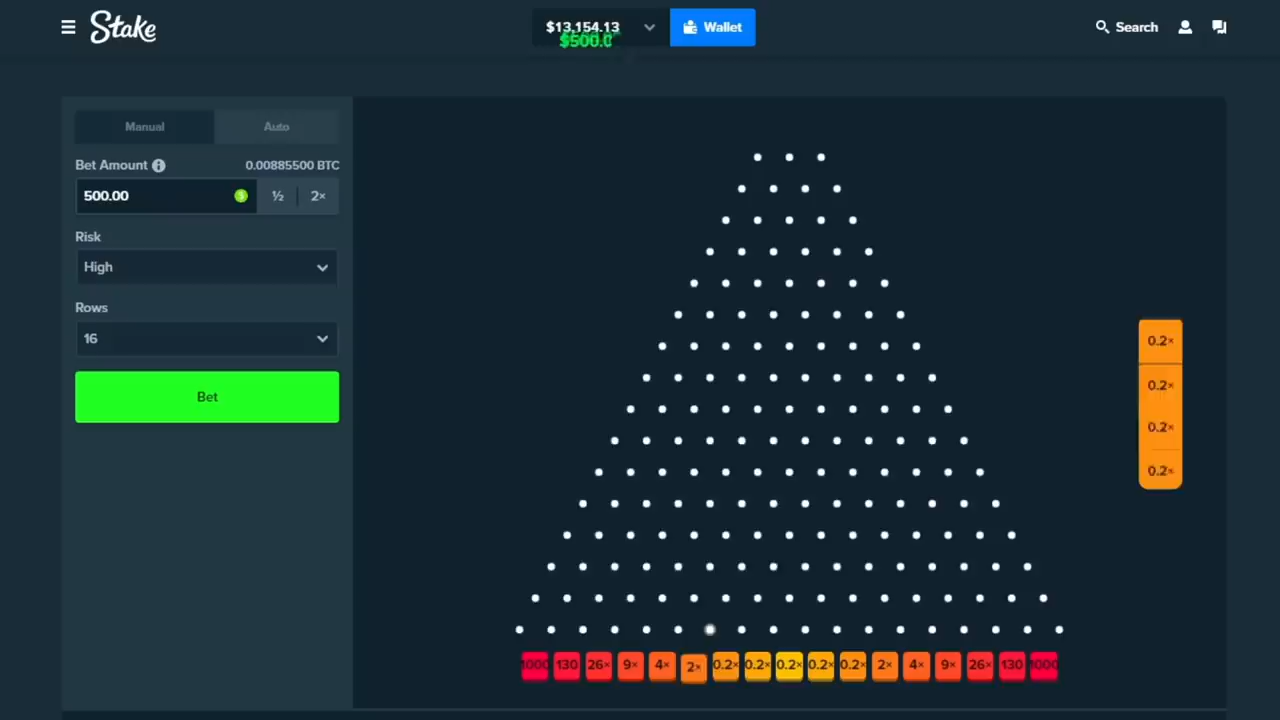 Stake
$13,154.13
Wallet
Search
Manual
Auto
Bet Amount
0.00885500 BTC
500.00
½
2×
Risk
High
Rows
16
Bet
0.2×
0.2×
0.2×
0.2×
1000 130 26× 9× 4× 2× 0.2× 0.2× 0.2× 0.2× 0.2× 2× 4× 9× 26× 130 1000